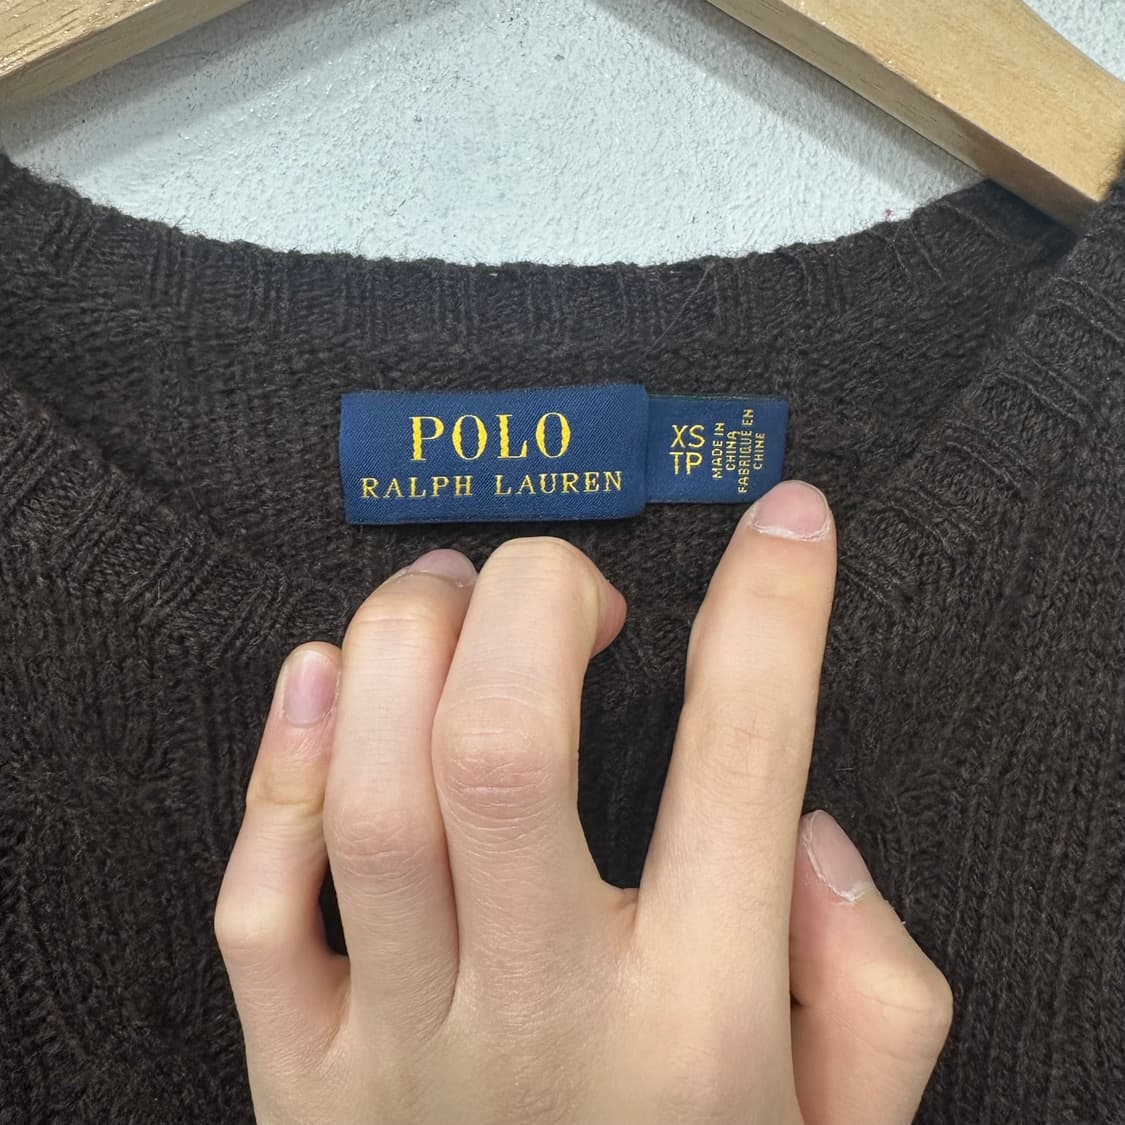 POLO
RALPH LAUREN
XS
TP
MADE IN
CHINA
FABRIQUÉ EN
CHINE